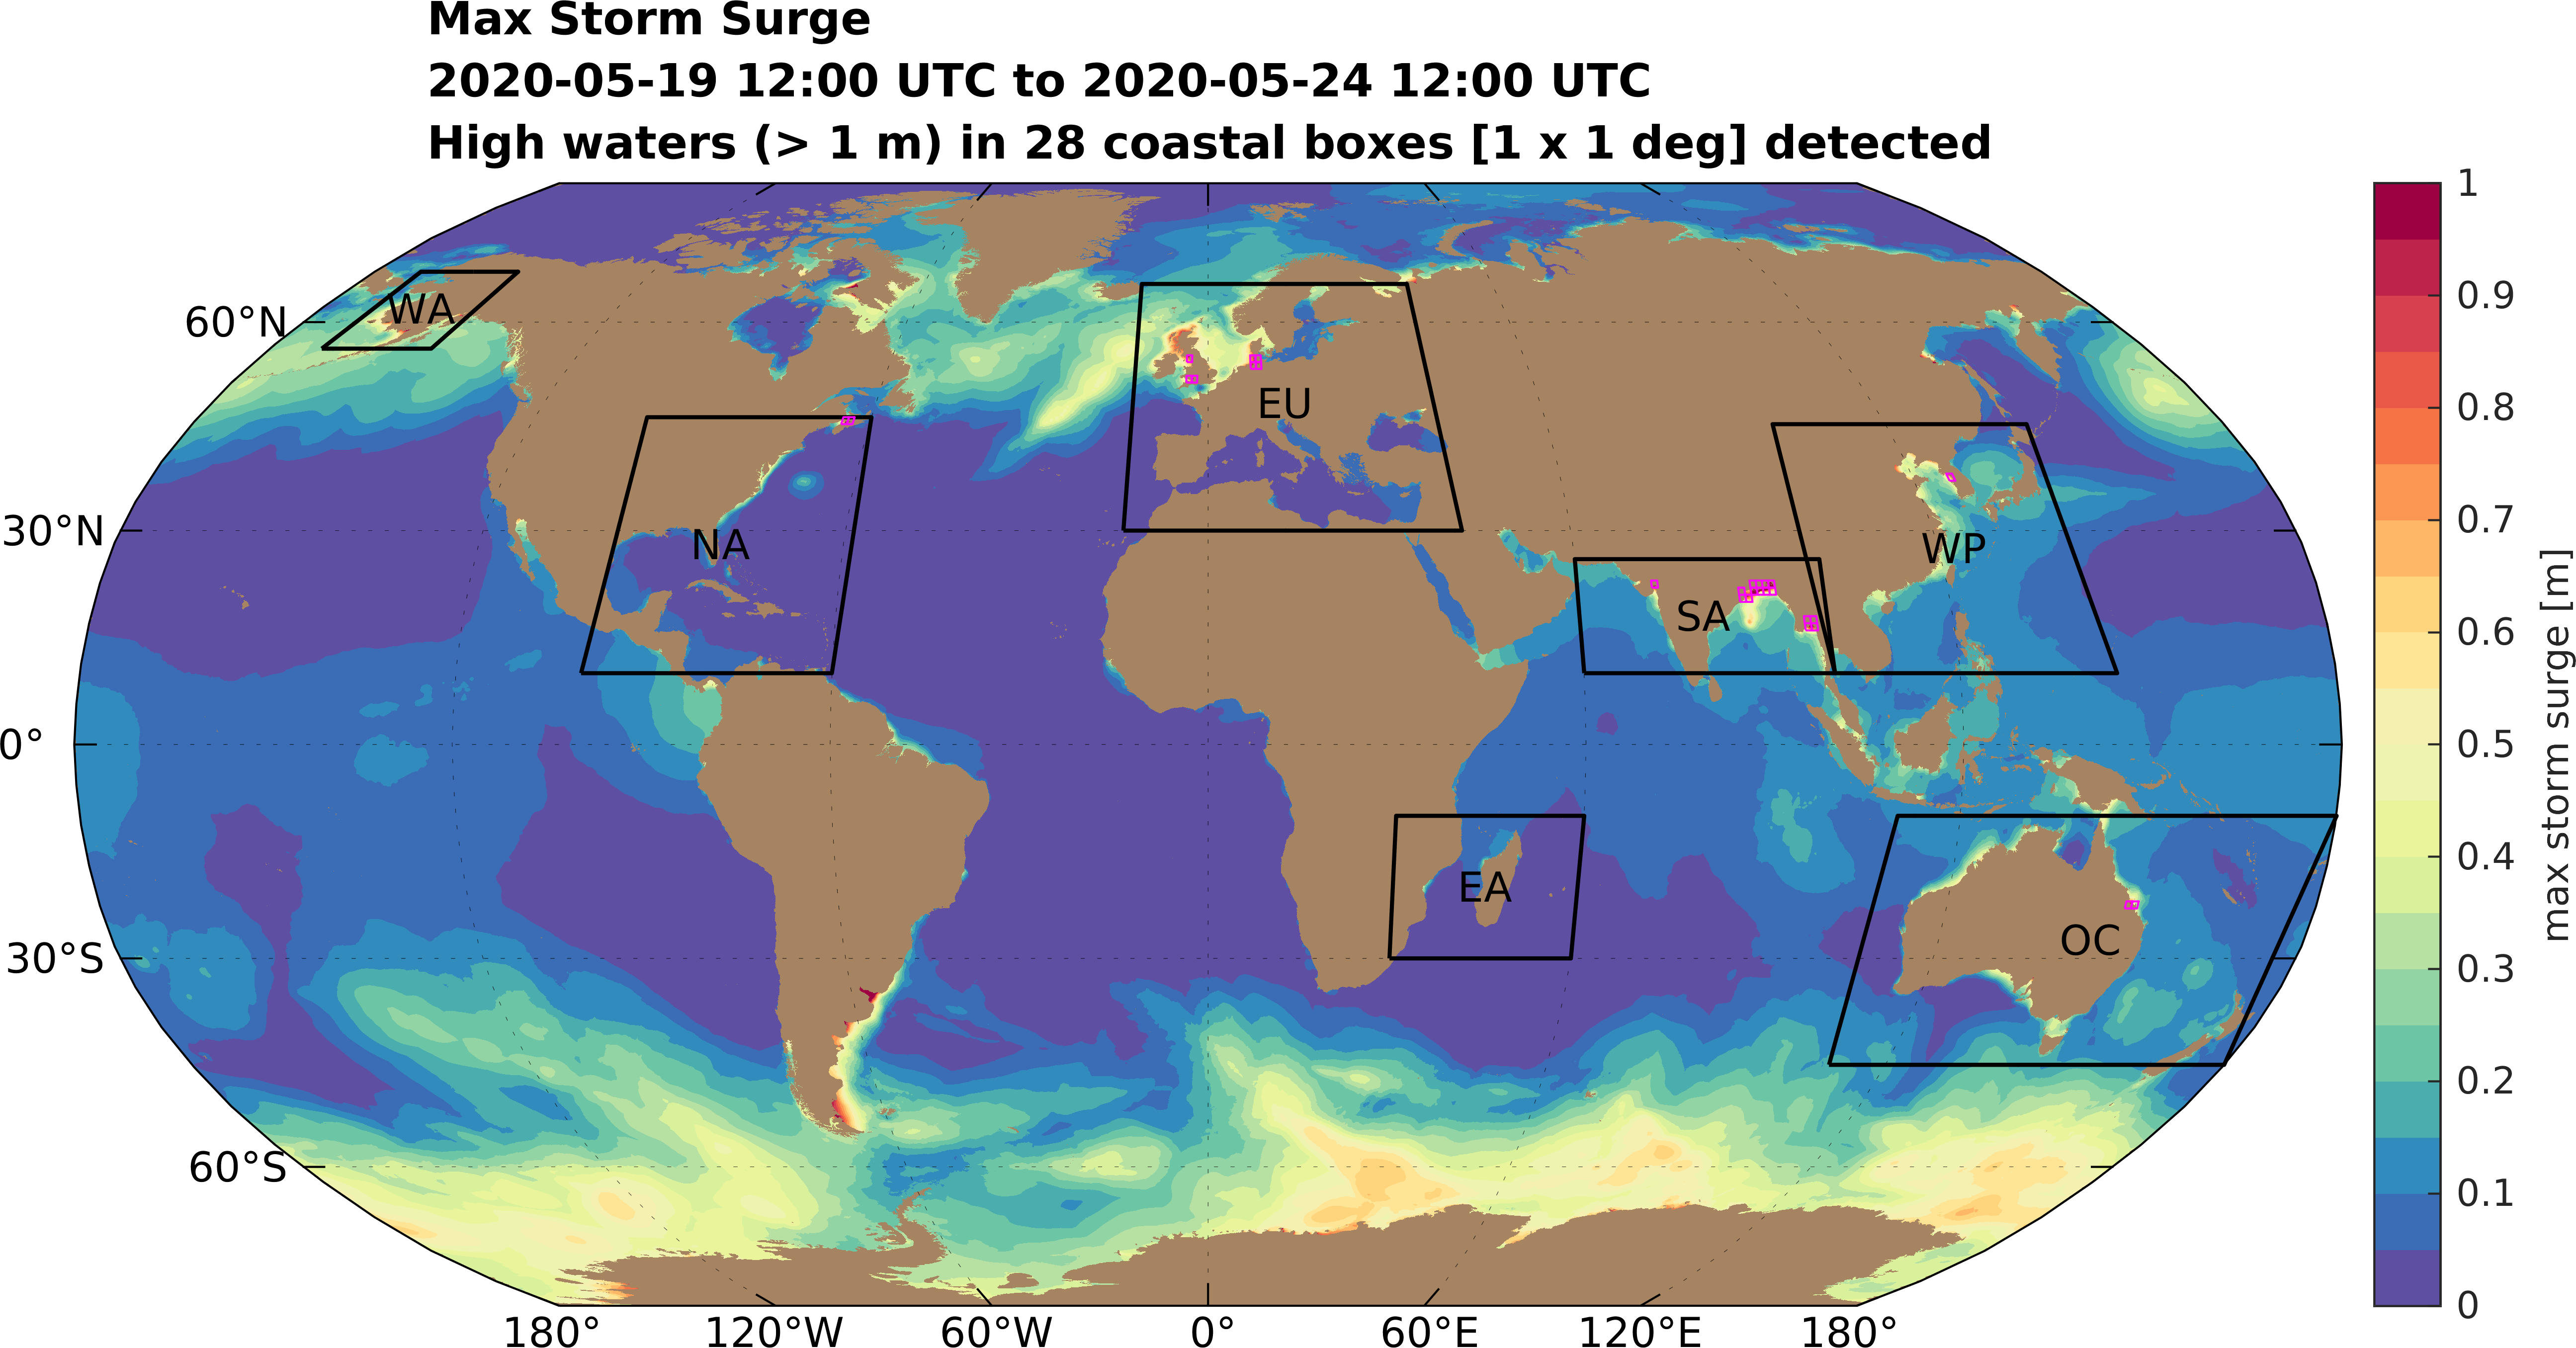 Max Storm Surge
2020-05-19 12:00 UTC to 2020-05-24 12:00 UTC
High waters (> 1 m) in 28 coastal boxes [1 x 1 deg] detected
60°N
30°N
0°
30°S
60°S
WA
NA
EU
SA
WP
EA
OC
180°
120°W
60°W
0°
60°E
120°E
180°
1
0.9
0.8
0.7
0.6
0.5
0.4
0.3
0.2
0.1
0
max storm surge [m]